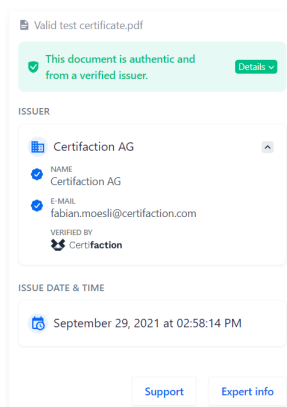 Valid test certificate.pdf
This document is authentic and
from a verified issuer.
Details
ISSUER
Certifaction AG
NAME
Certifaction AG
E-MAIL
fabian.moesli@certifaction.com
VERIFIED BY
Certifaction
ISSUE DATE & TIME
September 29, 2021 at 02:58:14 PM
Support Expert info